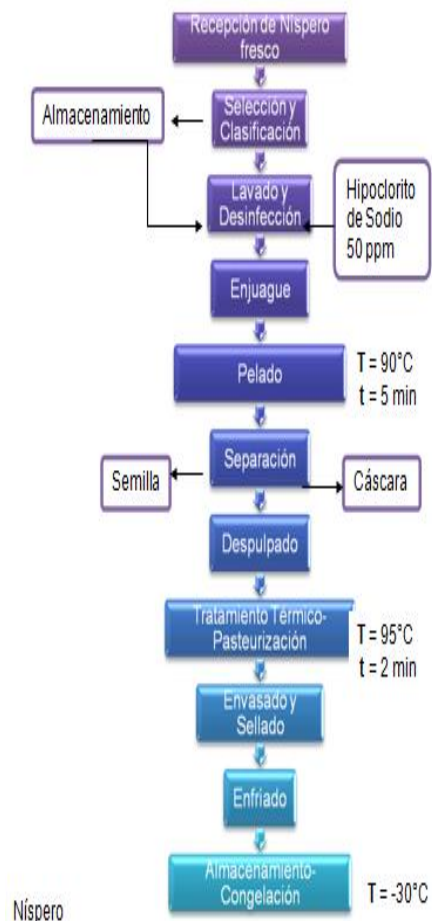 Recepción de Níspero
fresco
Almacenamiento
Selección y
Clasificación
Lavado y
Desinfección
Hipoclorito
de Sodio
50 ppm
Enjuague
Pelado
T = 90°C
t = 5 min
Separación
Semilla
Cáscara
Despulpado
Tratamiento Térmico-
Pasteurización
T = 95°C
t = 2 min
Envasado y
Sellado
Enfriado
Almacenamiento-
Congelación
T = -30°C
Níspero